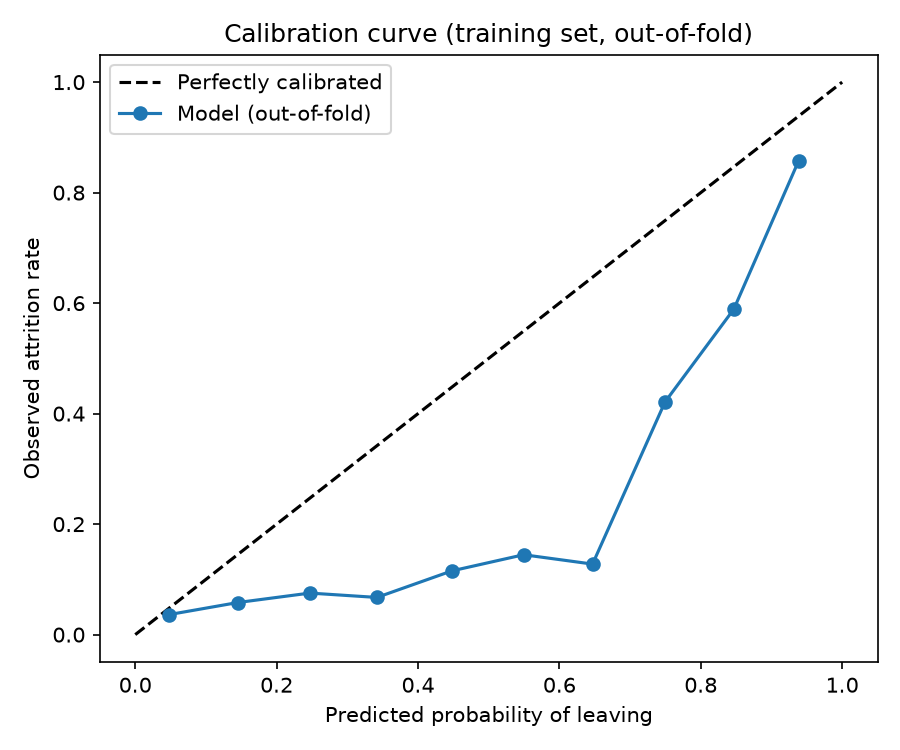 Calibration curve (training set, out-of-fold)
Perfectly calibrated
Model (out-of-fold)
Observed attrition rate
1.0
0.8
0.6
0.4
0.2
0.0
0.0 0.2 0.4 0.6 0.8 1.0
Predicted probability of leaving